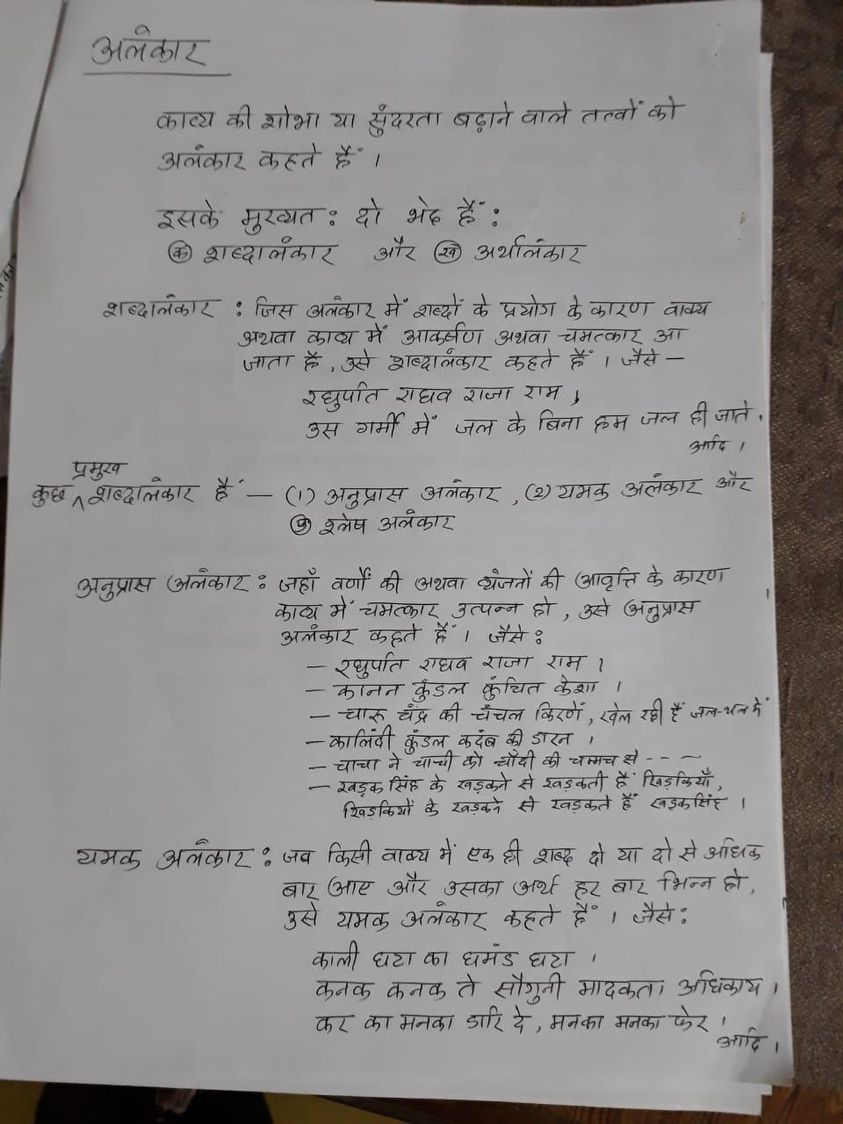 अलंकार
काव्य की शोभा या सुंदरता बढ़ाने वाले तत्वों को
अलंकार कहते हैं ।
इसके मुख्यत: दो भेद हैं :
(क) शब्दालंकार और (ख) अर्थालंकार
शब्दालंकार : जिस अलंकार में शब्दों के प्रयोग के कारण वाक्य
अथवा काव्य में आकर्षण अथवा चमत्कार आ
जाता है , उसे शब्दालंकार कहते हैं । जैसे —
रघुपति राघव राजा राम ,
उस गर्मी में जल के बिना हम जल ही जाते ,
आदि ।
प्रमुख
कुछ ^ शब्दालंकार हैं — (1) अनुप्रास अलंकार , (2) यमक अलंकार और
(3) श्लेष अलंकार
अनुप्रास अलंकार : जहाँ वर्णों की अथवा व्यंजनों की आवृत्ति के कारण
काव्य में चमत्कार उत्पन्न हो , उसे अनुप्रास
अलंकार कहते हैं । जैसे :
— रघुपति राघव राजा राम ।
— कानन कुंडल कुंचित केशा ।
— चारू चंद्र की चंचल किरणें , खेल रही हैं जल-थल में
— कालिंदी कुंडल कदंब की डारन ।
— चाचा ने चाची को चाँदी की चम्मच से - - -
— खड़क सिंह के खड़कने से खड़कती हैं खिड़कियाँ,
खिड़कियों के खड़कने से खड़कते हैं खड़कसिंह ।
यमक अलंकार : जब किसी वाक्य में एक ही शब्द दो या दो से अधिक
बार आए और उसका अर्थ हर बार भिन्न हो ,
उसे यमक अलंकार कहते हैं । जैसे :
काली घटा का घमंड घटा ।
कनक कनक ते सौगुनी मादकता अधिकाय ।
कर का मनका डारि दे , मनका मनका फेर ।
आदि ।